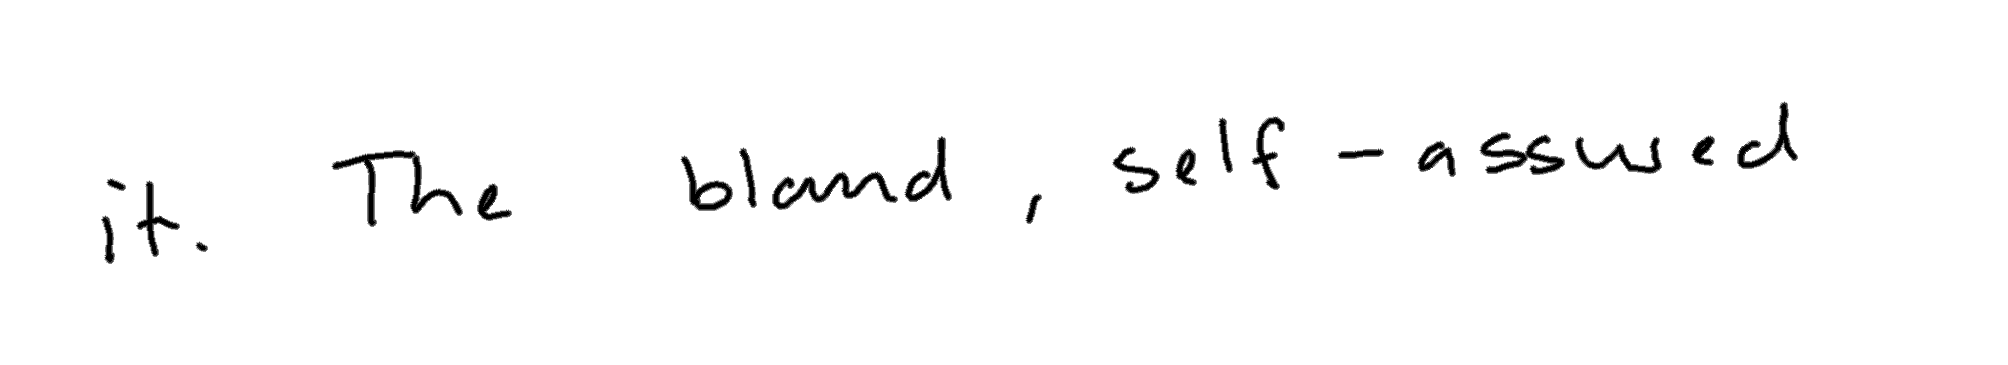 it. The bland, self-assured